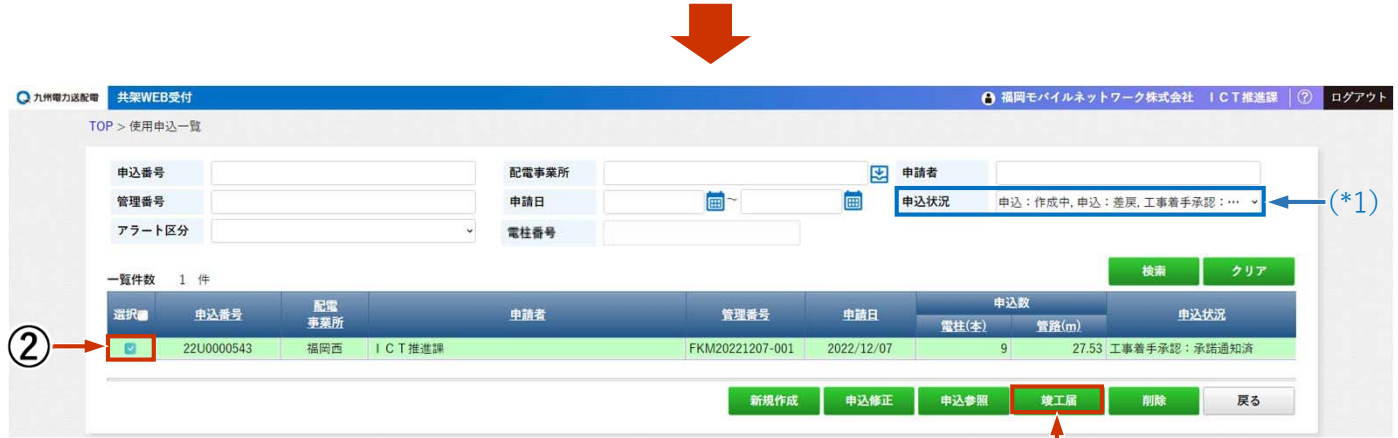 九州電力送配電 共架WEB受付 福岡モバイルネットワーク株式会社 ＩＣＴ推進課 ? ログアウト
TOP > 使用申込一覧
申込番号 配電事業所 申請者
管理番号 申請日 ~ 申込状況 申込：作成中, 申込：差戻, 工事着手承認：… (*1)
アラート区分 電柱番号
検索 クリア
一覧件数 1 件
選択 申込番号 配電事業所 申請者 管理番号 申請日 申込数 電柱(本) 管路(m) 申込状況
② 22U0000543 福岡西 ＩＣＴ推進課 FKM20221207-001 2022/12/07 9 27.53 工事着手承認：承諾通知済
新規作成 申込修正 申込参照 竣工届 削除 戻る